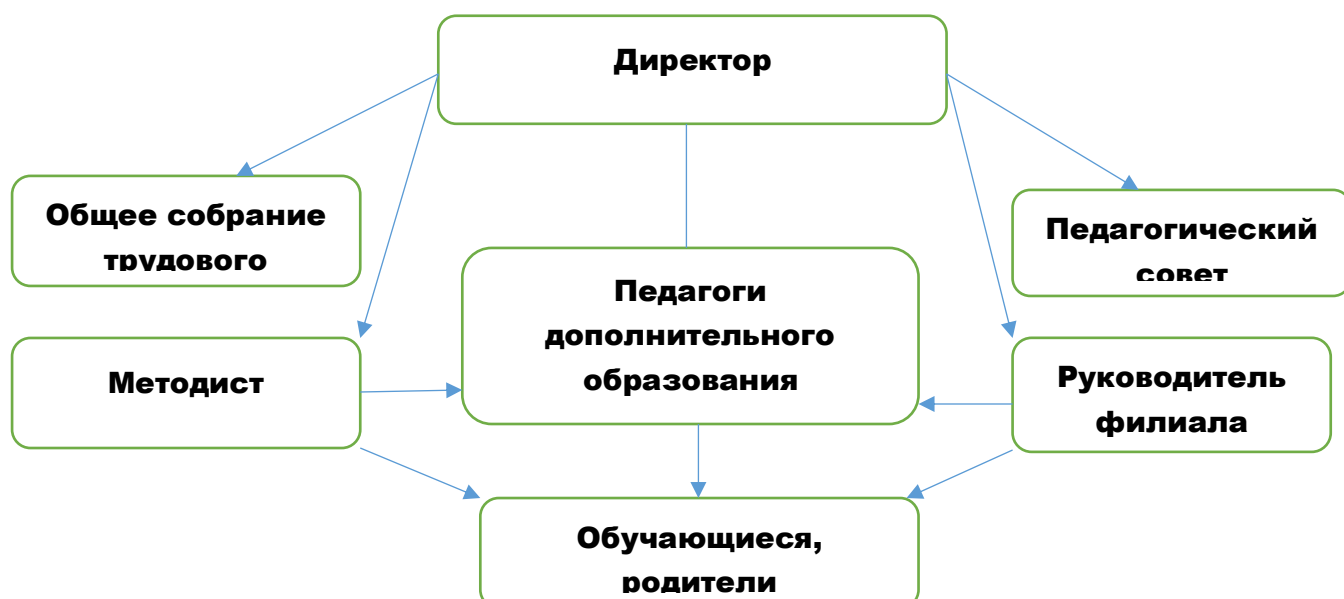 Директор
Общее собрание
трудового
Педагогический
совет
Педагоги
дополнительного
образования
Методист
Руководитель
филиала
Обучающиеся,
родители